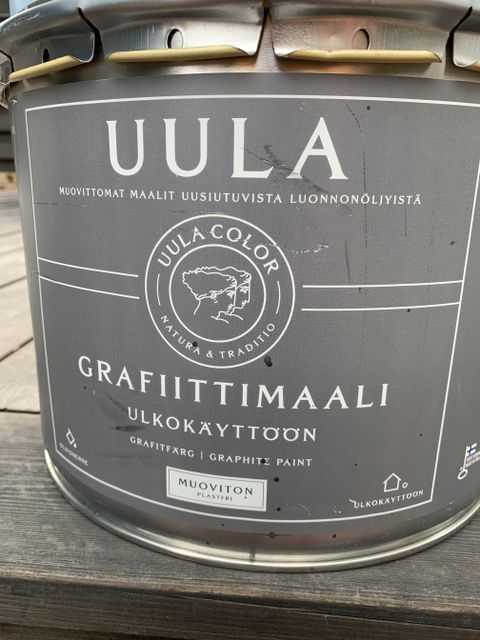 UULA
MUOVITTOMAT MAALIT UUSIUTUVISTA LUONNONÖLJYISTÄ
UULA COLOR
NATURA & TRADITIO
GRAFIITTIMAALI
ULKOKÄYTTÖÖN
GRAFITFÄRG | GRAPHITE PAINT
MUOVITON
PLASTFRI
ULKOKÄYTTÖÖN